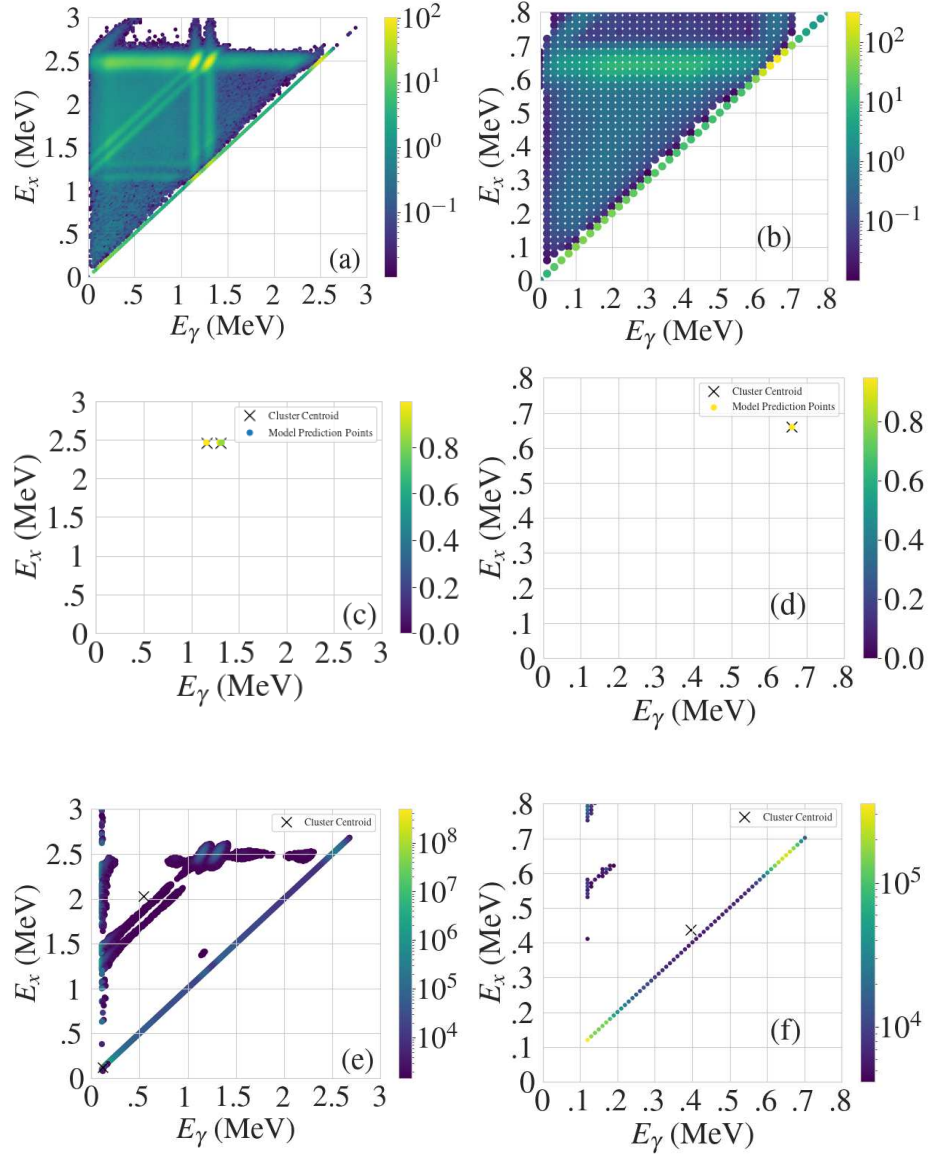 3
2.5
2
1.5
1
.5
0
E_x (MeV)
(a)
0 .5 1 1.5 2 2.5 3
E_γ (MeV)
10^2
10^1
10^0
10^−1
.8
.7
.6
.5
.4
.3
.2
.1
0
E_x (MeV)
(b)
0 .1 .2 .3 .4 .5 .6 .7 .8
E_γ (MeV)
10^2
10^1
10^0
10^−1
3
2.5
2
1.5
1
.5
0
E_x (MeV)
Cluster Centroid
Model Prediction Points
(c)
0 .5 1 1.5 2 2.5 3
E_γ (MeV)
0.8
0.6
0.4
0.2
0.0
.8
.7
.6
.5
.4
.3
.2
.1
0
E_x (MeV)
Cluster Centroid
Model Prediction Points
(d)
0 .1 .2 .3 .4 .5 .6 .7 .8
E_γ (MeV)
0.8
0.6
0.4
0.2
0.0
3
2.5
2
1.5
1
.5
0
E_x (MeV)
Cluster Centroid
(e)
0 .5 1 1.5 2 2.5 3
E_γ (MeV)
10^8
10^7
10^6
10^5
10^4
.8
.7
.6
.5
.4
.3
.2
.1
0
E_x (MeV)
Cluster Centroid
(f)
0 .1 .2 .3 .4 .5 .6 .7 .8
E_γ (MeV)
10^5
10^4